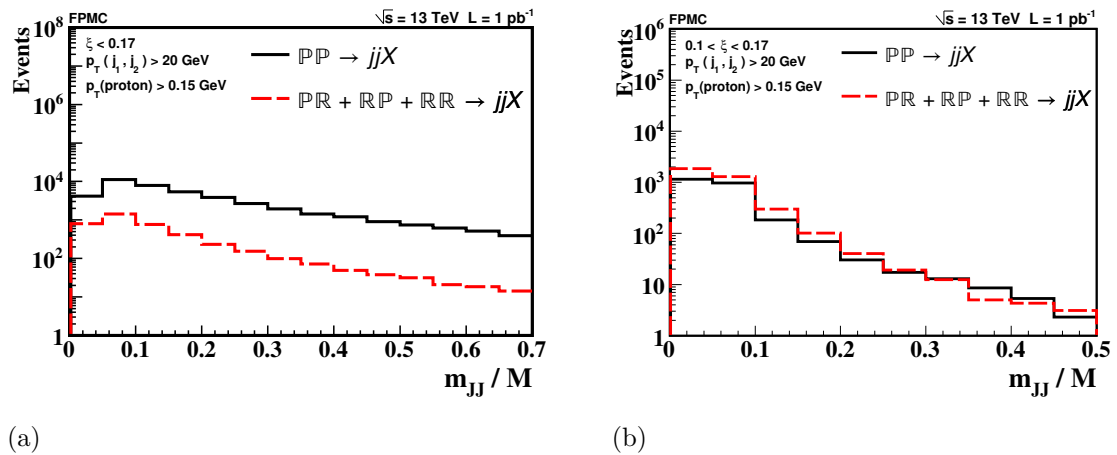 FPMC √s = 13 TeV L = 1 pb⁻¹
Events
10⁸
10⁶
10⁴
10²
1
ξ < 0.17
p_T ( j₁ , j₂ ) > 20 GeV
p_T(proton) > 0.15 GeV
ℙℙ → jjX
ℙℝ + ℝℙ + ℝℝ → jjX
0 0.1 0.2 0.3 0.4 0.5 0.6 0.7
m_JJ / M
(a)
FPMC √s = 13 TeV L = 1 pb⁻¹
Events
10⁶
10⁵
10⁴
10³
10²
10
1
0.1 < ξ < 0.17
p_T ( j₁ , j₂ ) > 20 GeV
p_T(proton) > 0.15 GeV
ℙℙ → jjX
ℙℝ + ℝℙ + ℝℝ → jjX
0 0.1 0.2 0.3 0.4 0.5
m_JJ / M
(b)